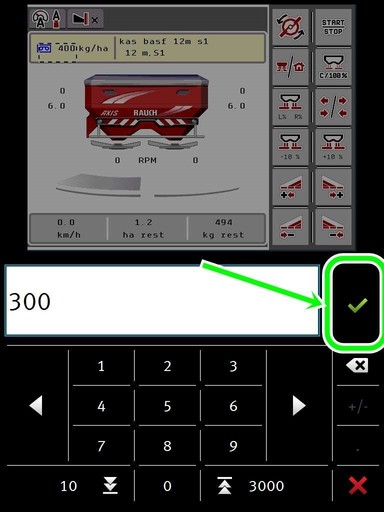 A
START
STOP
400kg/ha
kas basf 12m s1
12 m.S1
C/100%
0
0
6.0
6.0
AXIS RAUCH
L% R%
0 RPM 0
-10 % +10 %
0.0
1.2
494
km/h
ha rest
kg rest
300
1 2 3
4 5 6
+/-
7 8 9
.
10 0 3000